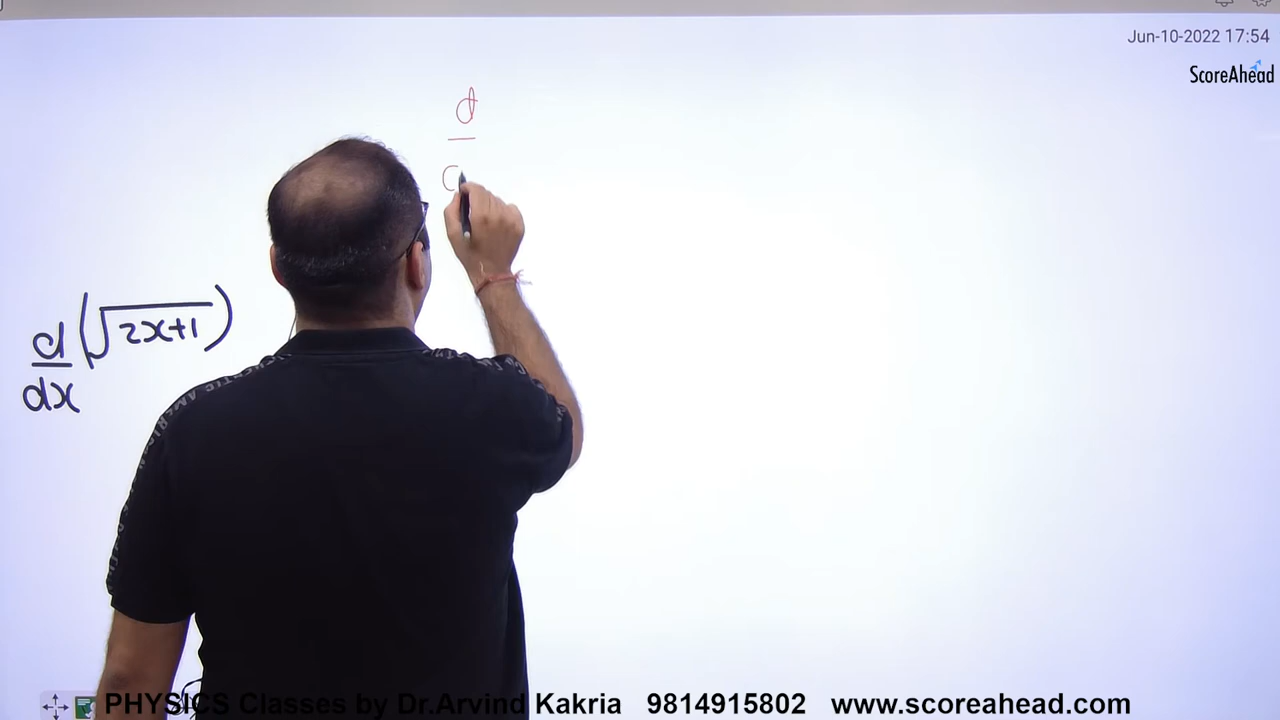 Jun-10-2022 17:54
ScoreAhead
d
d/dx (√2x+1)
PHYSICS Classes by Dr.Arvind Kakria 9814915802 www.scoreahead.com